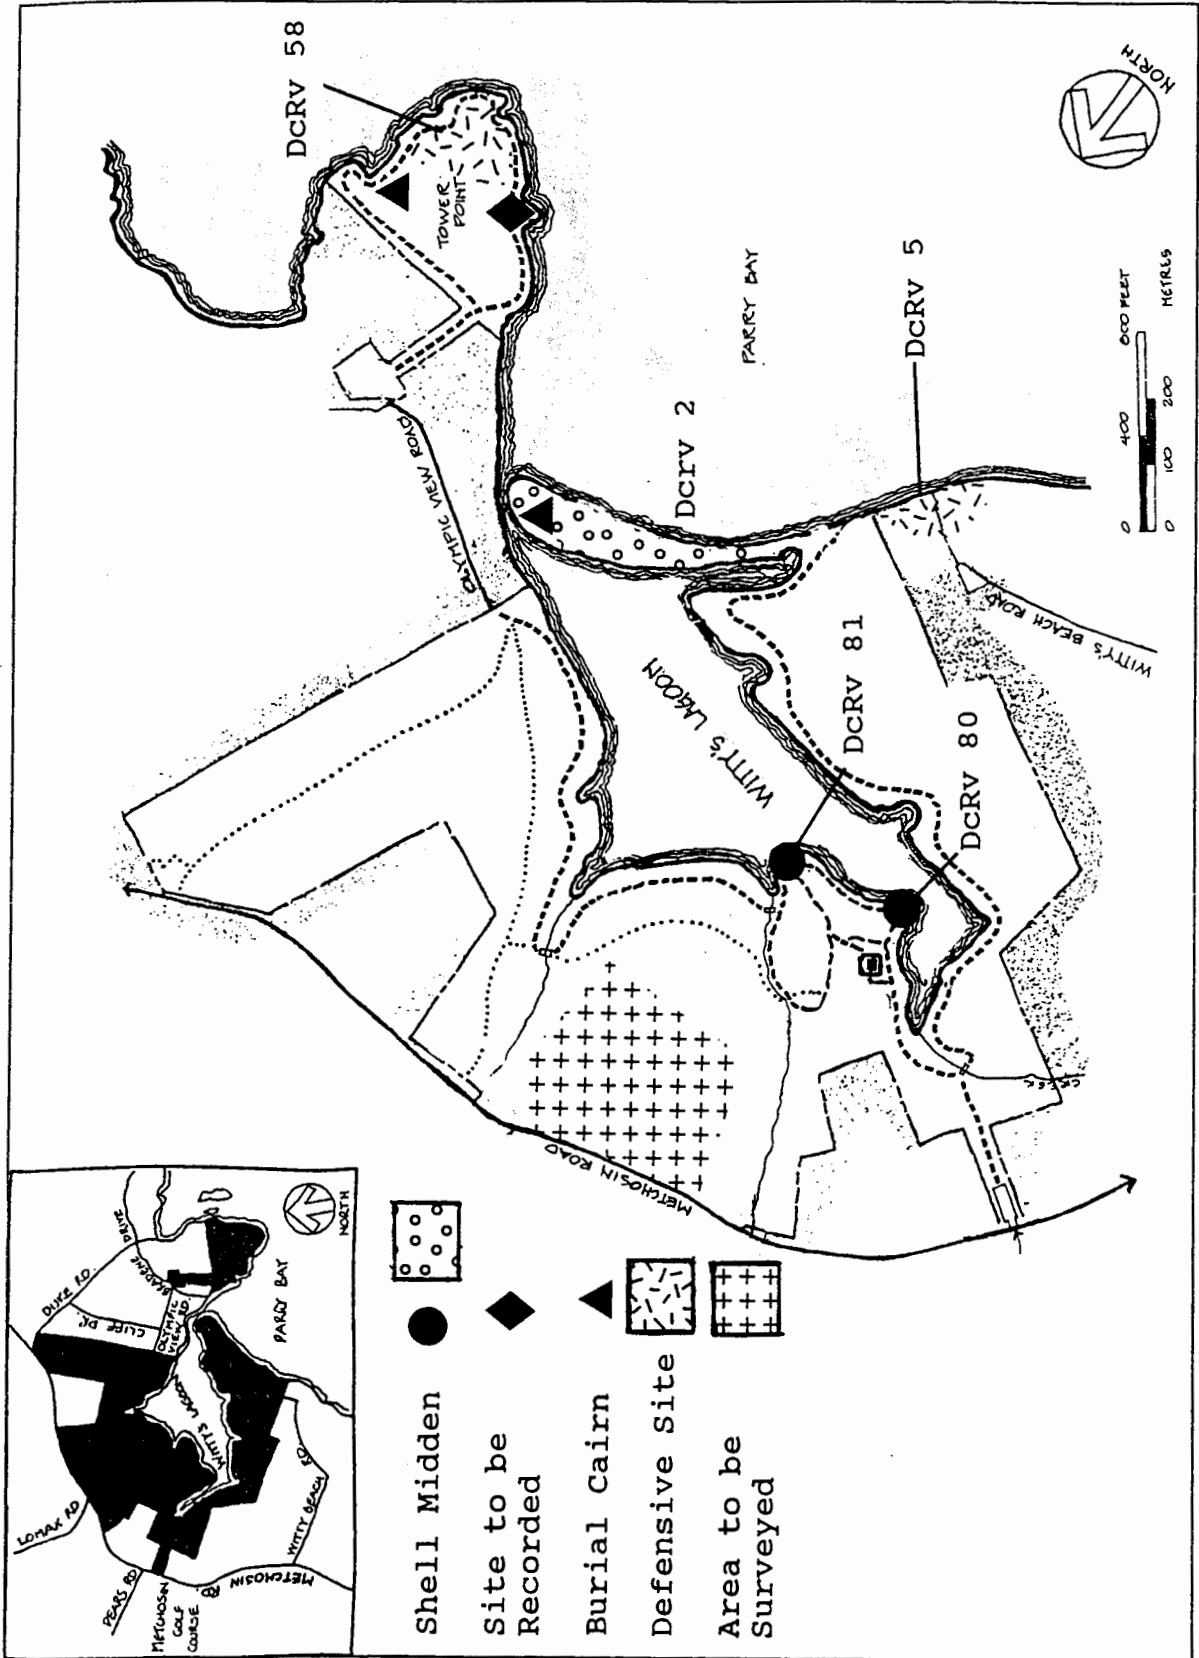 PEARS RD
LOMAX RD
DUKE RD.
CLIFF DR.
OLYMPIC
VIEW RD.
DRIVE
WITTY'S LAGOON
PARRY BAY
NORTH
METCHOSIN
GOLF
COURSE
METCHOSIN
RD
WITTY BEACH
RD
Shell Midden
Site to be
Recorded
Burial Cairn
Defensive Site
Area to be
Surveyed
METCHOSIN ROAD
CREEK
OLYMPIC VIEW ROAD
WITTY'S LAGOON
DcRv 81
DcRv 80
Dcrv 2
DcRv 5
WITTY'S BEACH ROAD
PARRY BAY
TOWER
POINT
DcRv 58
0 400 800 FEET
0 100 200 METRES
NORTH